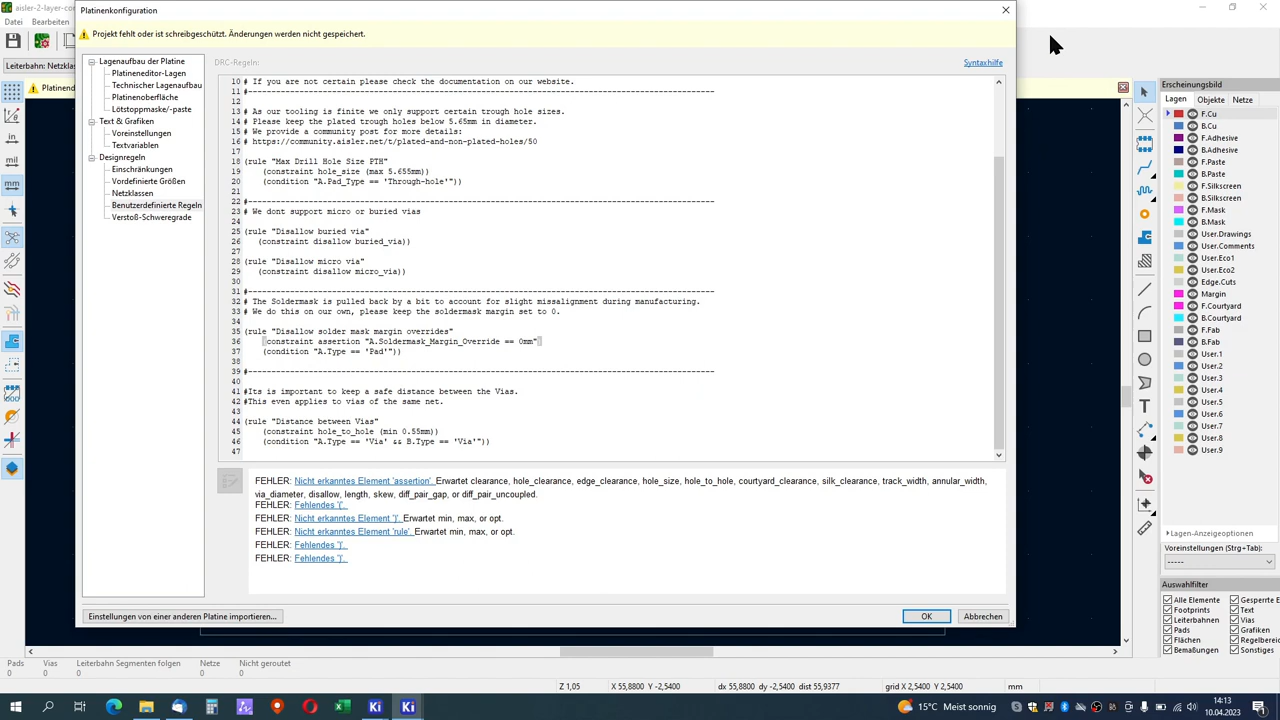 aisler-2-layer-cor
Datei Bearbeiten
Platinenkonfiguration
Projekt fehlt oder ist schreibgeschützt. Änderungen werden nicht gespeichert.
Leiterbahn: Netzklas
Platinend
in
mil
mm
Lagenaufbau der Platine
Platineneditor-Lagen
Technischer Lagenaufbau
Platinenoberfläche
Lötstoppmaske/-paste
Text & Grafiken
Voreinstellungen
Textvariablen
Designregeln
Einschränkungen
Vordefinierte Größen
Netzklassen
Benutzerdefinierte Regeln
Verstoß-Schweregrade
DRC-Regeln:
Syntaxhilfe
10 # If you are not certain please check the documentation on our website.
11 #----------------------------------------------------------------------------------------------------
12
13 # As our tooling is finite we only support certain trough hole sizes.
14 # Please keep the plated trough holes below 5.65mm in diameter.
15 # We provide a community post for more details:
16 # https://community.aisler.net/t/plated-and-non-plated-holes/50
17
18 (rule "Max Drill Hole Size PTH"
19 (constraint hole_size (max 5.655mm))
20 (condition "A.Pad_Type == 'Through-hole'"))
21
22 #----------------------------------------------------------------------------------------------------
23 # We dont support micro or buried vias
24
25 (rule "Disallow buried via"
26 (constraint disallow buried_via))
27
28 (rule "Disallow micro via"
29 (constraint disallow micro_via))
30
31 #----------------------------------------------------------------------------------------------------
32 # The Soldermask is pulled back by a bit to account for slight missalignment during manufacturing.
33 # We do this on our own, please keep the soldermask margin set to 0.
34
35 (rule "Disallow solder mask margin overrides"
36 (constraint assertion "A.Soldermask_Margin_Override == 0mm")
37 (condition "A.Type == 'Pad'"))
38
39 #----------------------------------------------------------------------------------------------------
40
41 #Its is important to keep a safe distance between the Vias.
42 #This even applies to vias of the same net.
43
44 (rule "Distance between Vias"
45 (constraint hole_to_hole (min 0.55mm))
46 (condition "A.Type == 'Via' && B.Type == 'Via'"))
47
FEHLER: Nicht erkanntes Element 'assertion'. Erwartet clearance, hole_clearance, edge_clearance, hole_size, hole_to_hole, courtyard_clearance, silk_clearance, track_width, annular_width,
via_diameter, disallow, length, skew, diff_pair_gap, or diff_pair_uncoupled.
FEHLER: Fehlendes '('.
FEHLER: Nicht erkanntes Element ')'. Erwartet min, max, or opt.
FEHLER: Nicht erkanntes Element 'rule'. Erwartet min, max, or opt.
FEHLER: Fehlendes ')'.
FEHLER: Fehlendes ')'.
Einstellungen von einer anderen Platine importieren...
OK
Abbrechen
Erscheinungsbild
Lagen Objekte Netze
F.Cu
B.Cu
F.Adhesive
B.Adhesive
F.Paste
B.Paste
F.Silkscreen
B.Silkscreen
F.Mask
B.Mask
User.Drawings
User.Comments
User.Eco1
User.Eco2
Edge.Cuts
Margin
F.Courtyard
B.Courtyard
F.Fab
B.Fab
User.1
User.2
User.3
User.4
User.5
User.6
User.7
User.8
User.9
Lagen-Anzeigeoptionen
Voreinstellungen (Strg+Tab):
-----
Auswahlfilter
Alle Elemente Gesperrte E
Footprints Text
Leiterbahnen Vias
Pads Grafiken
Flächen Regelberei
Bemaßungen Sonstiges
Pads Vias Leiterbahn Segmenten folgen Netze Nicht geroutet
0 0 0 0 0
Z 1,05 X 55,8800 Y -2,5400 dx 55,8800 dy -2,5400 dist 55,9377 grid X 2,5400 Y 2,5400 mm
15°C Meist sonnig
14:13
10.04.2023